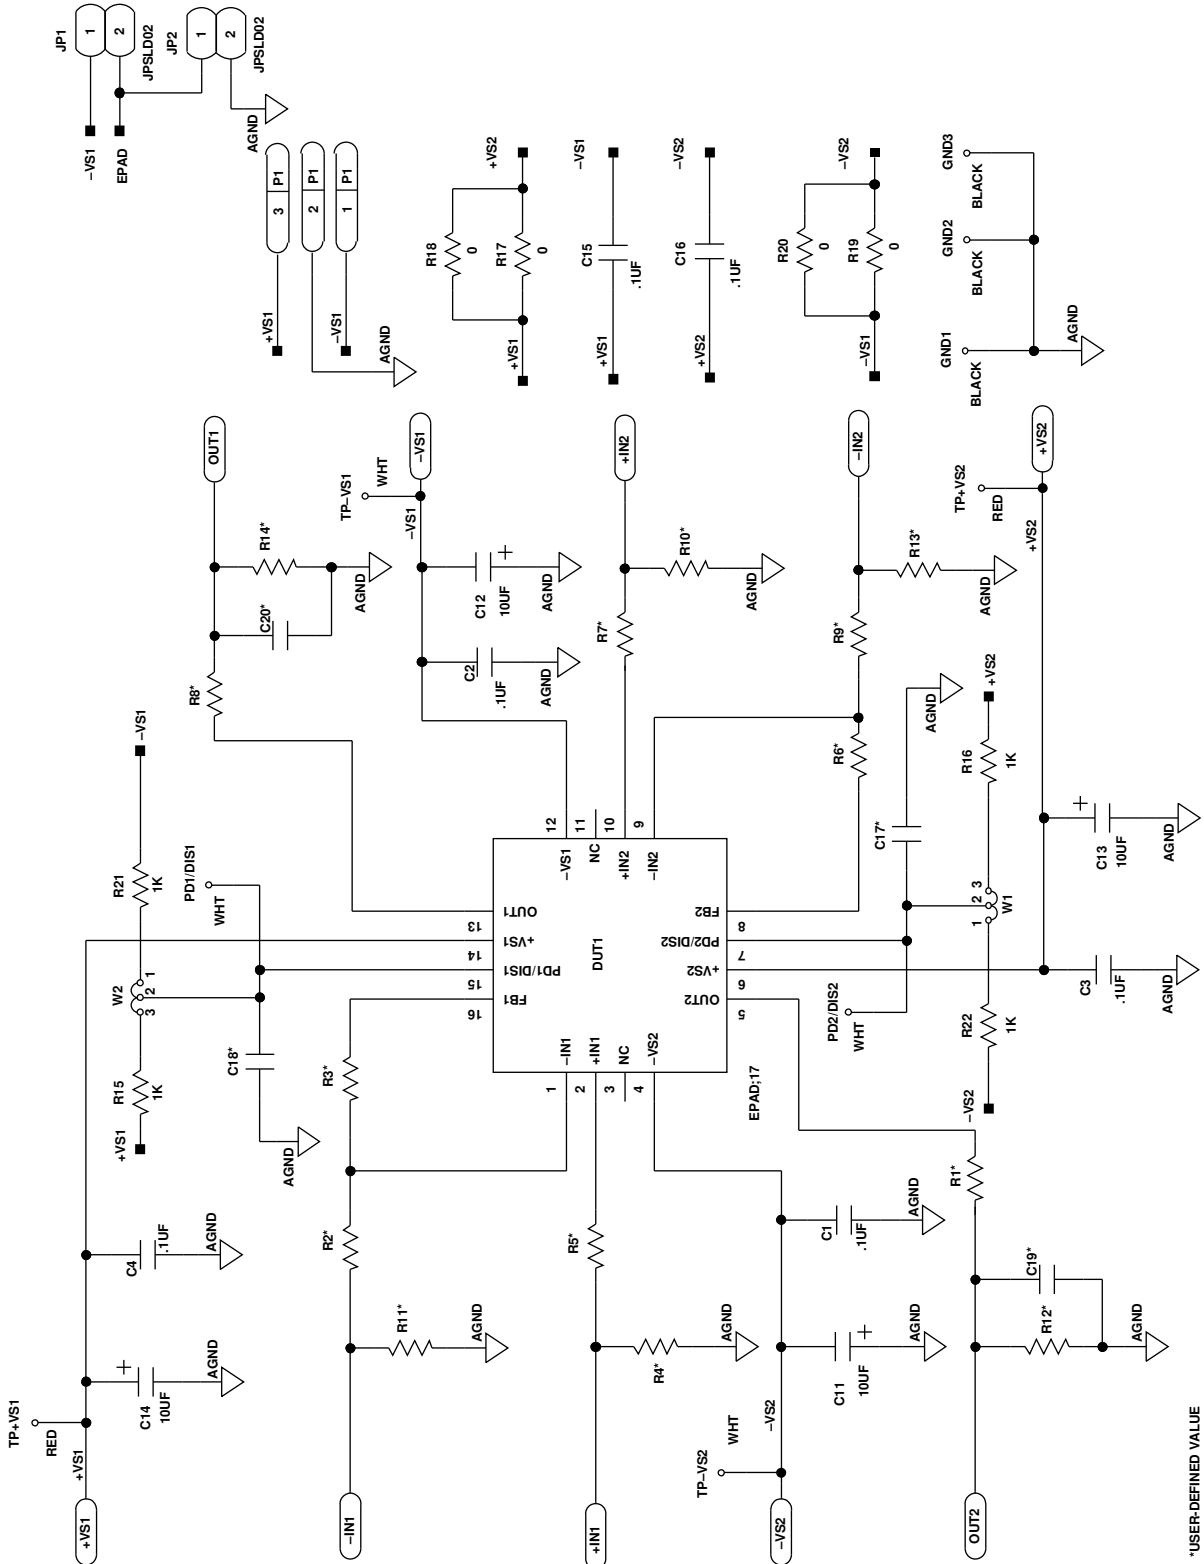 JP1
1
2
JPSLD02
JP2
1
2
JPSLD02
–VS1
EPAD
AGND
3 P1
2 P1
1 P1
+VS1
–VS1
AGND
R18
0
R17
0
+VS1
+VS2
C15
.1UF
+VS1
–VS1
C16
.1UF
+VS2
–VS2
R20
0
R19
0
–VS1
–VS2
GND1
BLACK
GND2
BLACK
GND3
BLACK
AGND
OUT1
R14*
C20*
AGND
R8*
–VS1
TP–VS1
WHT
–VS1
C12
10UF
AGND
C2
.1UF
AGND
+IN2
R10*
AGND
R7*
–IN2
R13*
AGND
R9*
R6*
+VS2
TP+VS2
RED
+VS2
C13
10UF
AGND
C3
.1UF
AGND
C17*
AGND
+VS2
R16
1K
W1
1
2
3
R22
1K
–VS2
PD2/DIS2
WHT
–VS1
R21
1K
W2
1
2
3
R15
1K
+VS1
PD1/DIS1
WHT
C18*
AGND
DUT1
–VS1
12
NC
11
+IN2
10
–IN2
9
OUT1
13
+VS1
14
PD1/DIS1
15
FB1
16
FB2
8
PD2/DIS2
7
+VS2
6
OUT2
5
–IN1
1
+IN1
2
NC
3
–VS2
4
EPAD;17
R3*
R2*
R11*
AGND
–IN1
R5*
R4*
AGND
+IN1
C4
.1UF
AGND
C14
10UF
AGND
TP+VS1
RED
+VS1
+VS1
C1
.1UF
AGND
C11
10UF
AGND
–VS2
TP–VS2
WHT
–VS2
R1*
C19*
R12*
AGND
OUT2
*USER-DEFINED VALUE